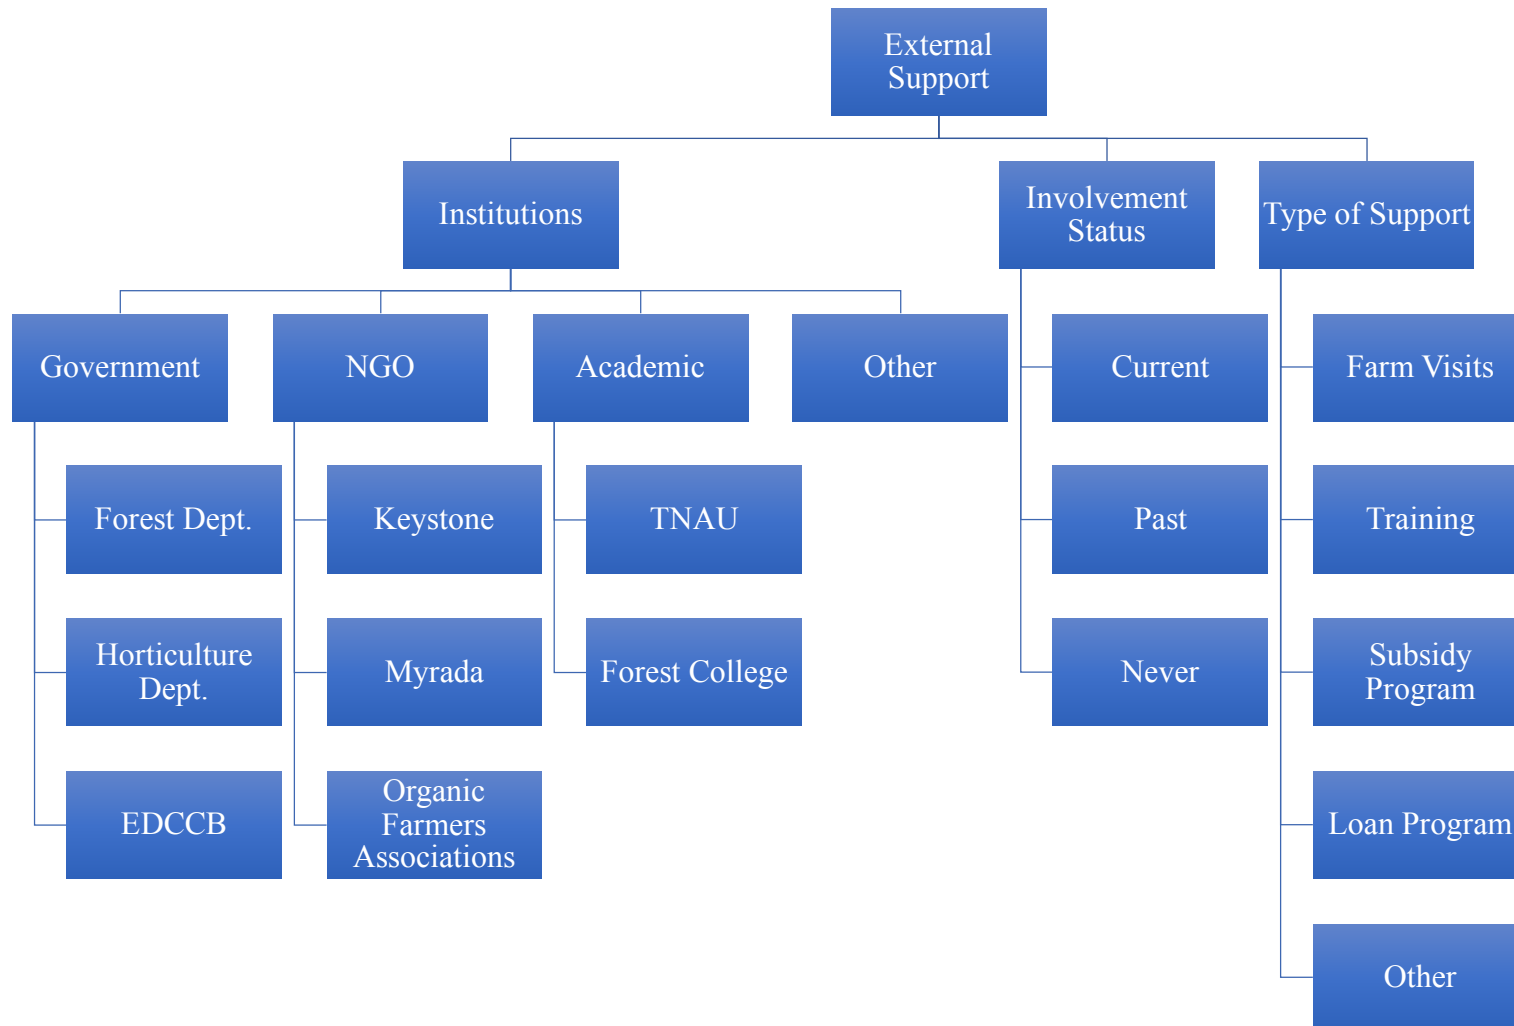 External
Support
Institutions
Involvement
Status
Type of Support
Government
NGO
Academic
Other
Current
Farm Visits
Forest Dept.
Keystone
TNAU
Past
Training
Horticulture
Dept.
Myrada
Forest College
Never
Subsidy
Program
EDCCB
Organic
Farmers
Associations
Loan Program
Other